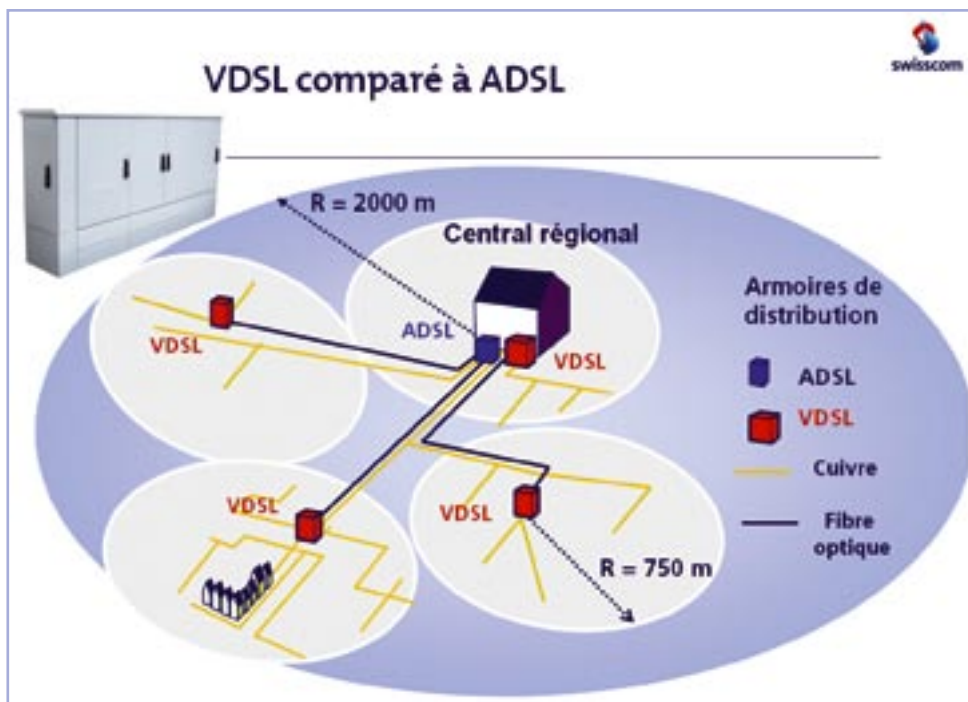 swisscom
VDSL comparé à ADSL
R = 2000 m
Central régional
ADSL
VDSL
VDSL
VDSL
VDSL
R = 750 m
Armoires de
distribution
ADSL
VDSL
Cuivre
Fibre
optique